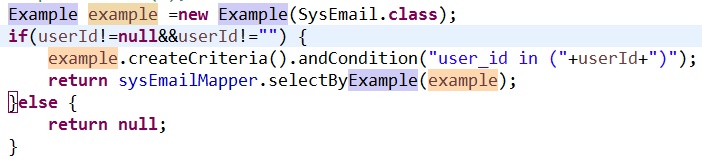 Example example =new Example(SysEmail.class);
if(userId!=null&&userId!="") {
example.createCriteria().andCondition("user_id in ("+userId+")");
return sysEmailMapper.selectByExample(example);
}else {
return null;
}